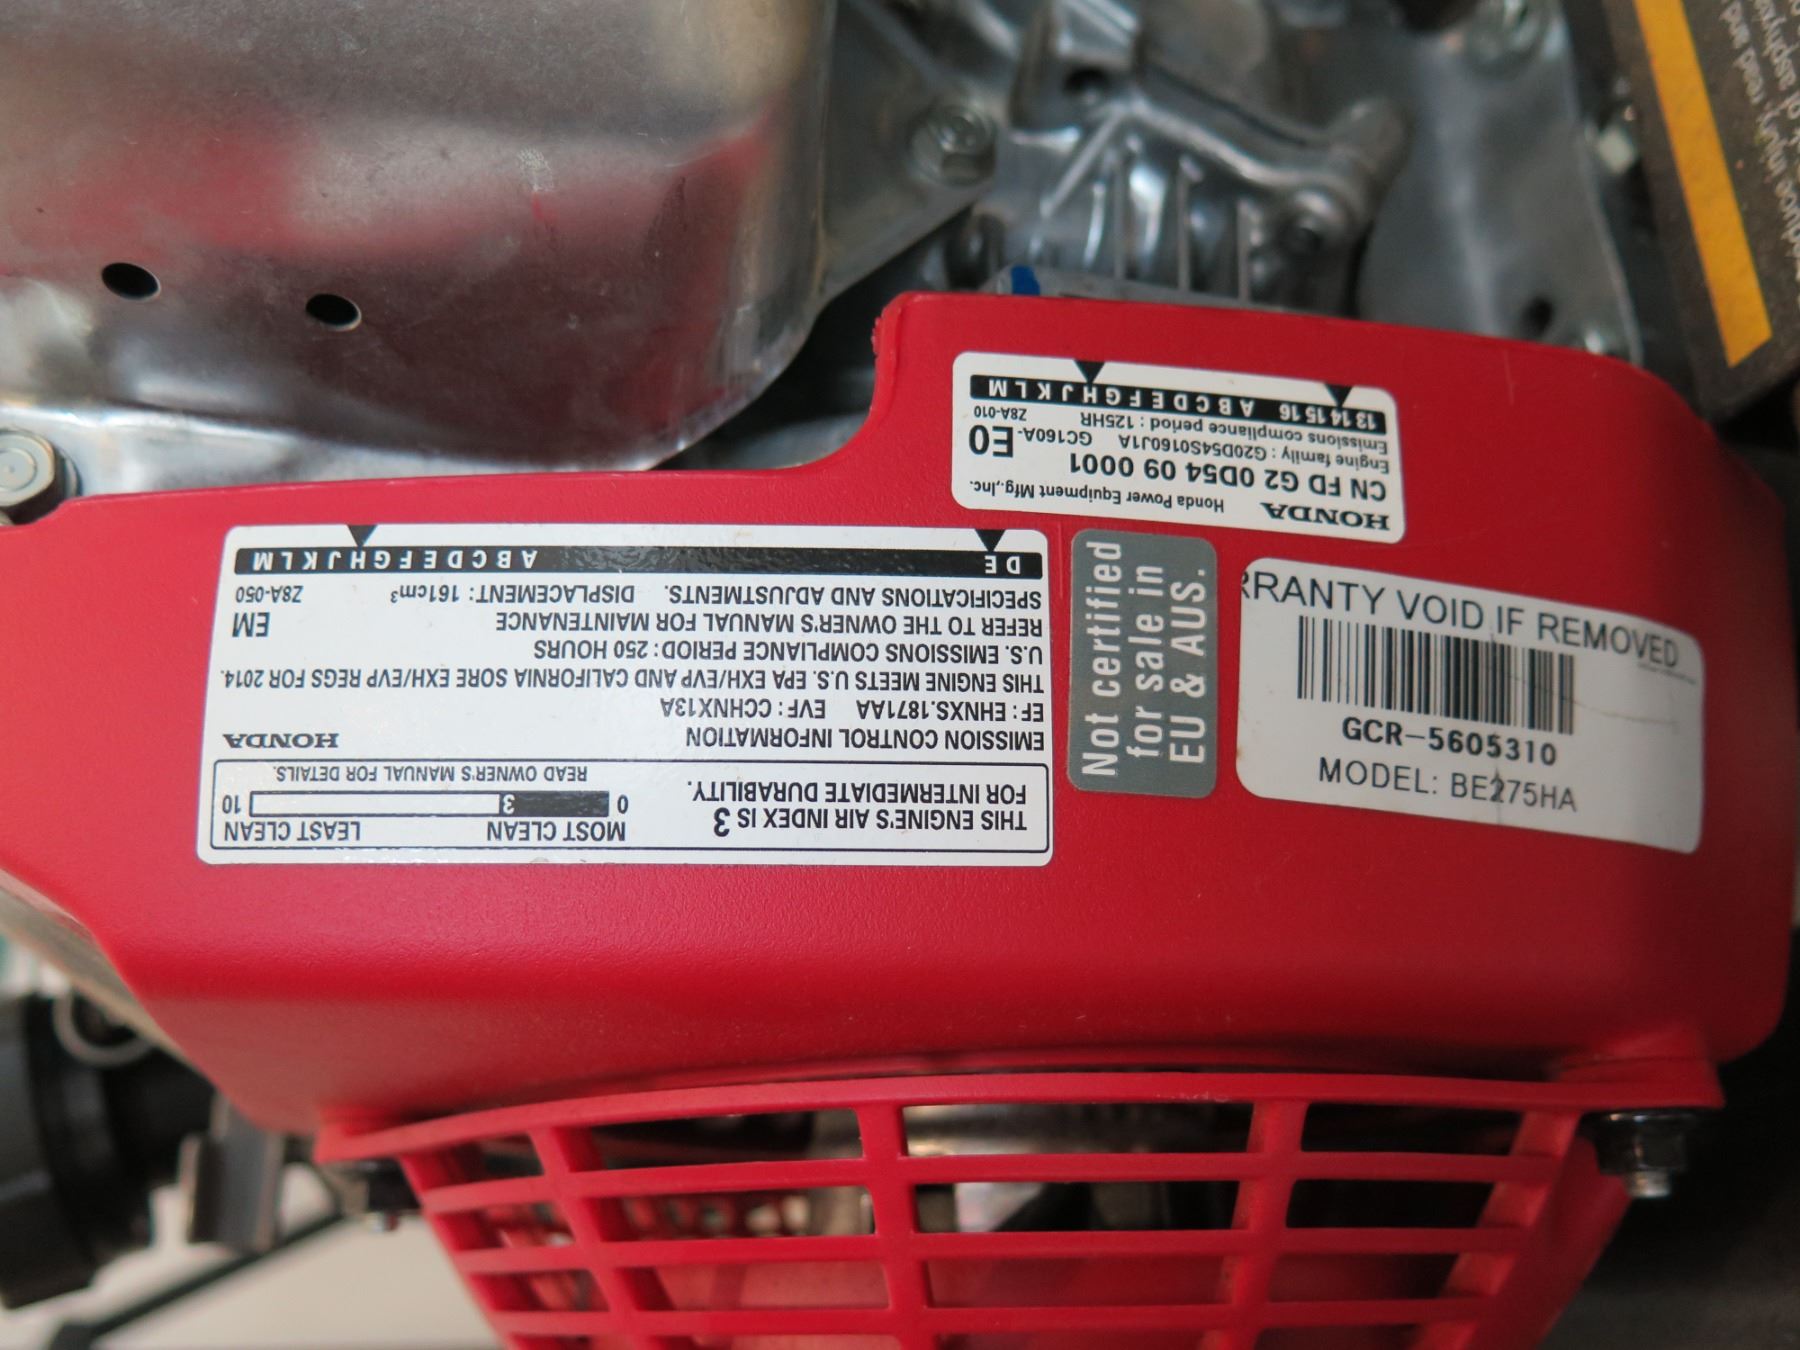 RRANTY VOID IF REMOVED
GCR-5605310
MODEL: BE275HA
Not certified
for sale in
EU & AUS.
HONDA Honda Power Equipment Mfg.,Inc.
CN FD G2 0D54 09 0001
Engine family : G20D54S0160J1A GC160A- E0
Emissions compliance period : 125HR Z8A-010
13 14 15 16 A B C D E F G H J K L M
THIS ENGINE'S AIR INDEX IS 3
FOR INTERMEDIATE DURABILITY.
MOST CLEAN LEAST CLEAN
0 3 10
READ OWNER'S MANUAL FOR DETAILS.
EMISSION CONTROL INFORMATION HONDA
EF: EHNXS.1871AA EVF: CCHNX13A
THIS ENGINE MEETS U.S. EPA EXH/EVP AND CALIFORNIA SORE EXH/EVP REGS FOR 2014.
U.S. EMISSIONS COMPLIANCE PERIOD: 250 HOURS
REFER TO THE OWNER'S MANUAL FOR MAINTENANCE EM
SPECIFICATIONS AND ADJUSTMENTS. DISPLACEMENT: 161cm³ Z8A-050
D E A B C D E F G H J K L M
injury, read and